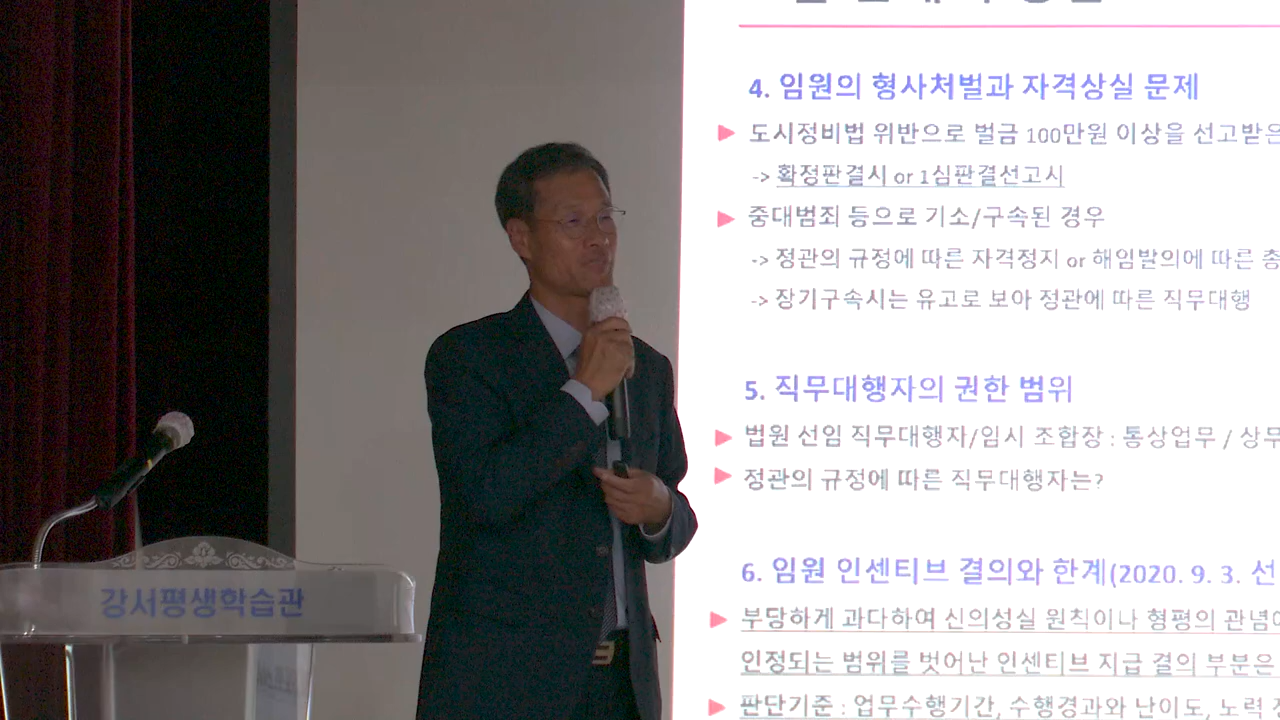 4. 임원의 형사처벌과 자격상실 문제
▶ 도시정비법 위반으로 벌금 100만원 이상을 선고받은
-> 확정판결시 or 1심판결선고시
▶ 중대범죄 등으로 기소/구속된 경우
-> 정관의 규정에 따른 자격정지 or 해임발의에 따른 총
-> 장기구속시는 유고로 보아 정관에 따른 직무대행
5. 직무대행자의 권한 범위
▶ 법원 선임 직무대행자/임시 조합장 : 통상업무 / 상무
▶ 정관의 규정에 따른 직무대행자는?
6. 임원 인센티브 결의와 한계(2020. 9. 3. 선
▶ 부당하게 과다하여 신의성실 원칙이나 형평의 관념에
인정되는 범위를 벗어난 인센티브 지급 결의 부분은
▶ 판단기준 : 업무수행기간, 수행경과와 난이도, 노력
강서평생학습관